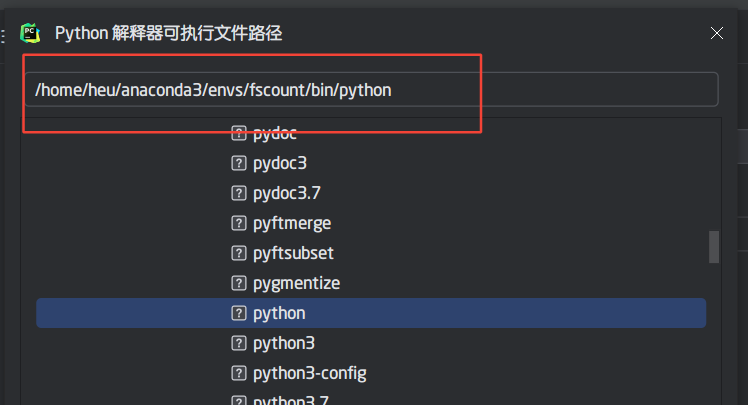 PC
Python 解释器可执行文件路径
/home/heu/anaconda3/envs/fscount/bin/python
pydoc
pydoc3
pydoc3.7
pyftmerge
pyftsubset
pygmentize
python
python3
python3-config
python3.7